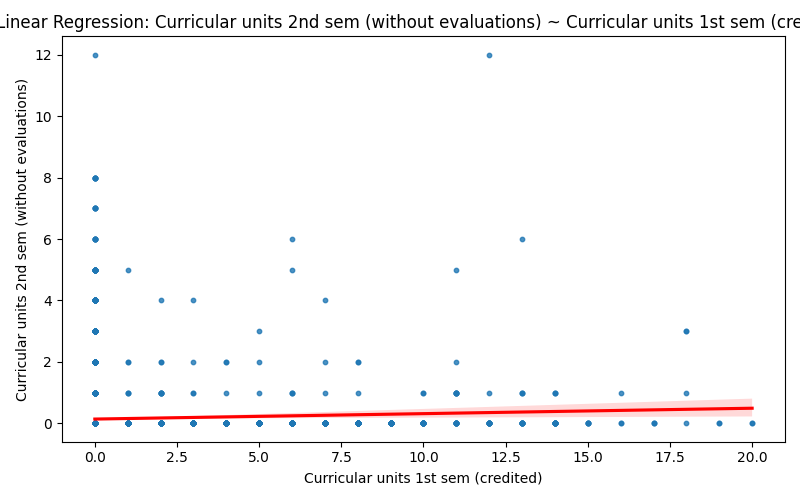 Linear Regression: Curricular units 2nd sem (without evaluations) ~ Curricular units 1st sem (cre
12
10
8
6
4
2
0
Curricular units 2nd sem (without evaluations)
0.0 2.5 5.0 7.5 10.0 12.5 15.0 17.5 20.0
Curricular units 1st sem (credited)